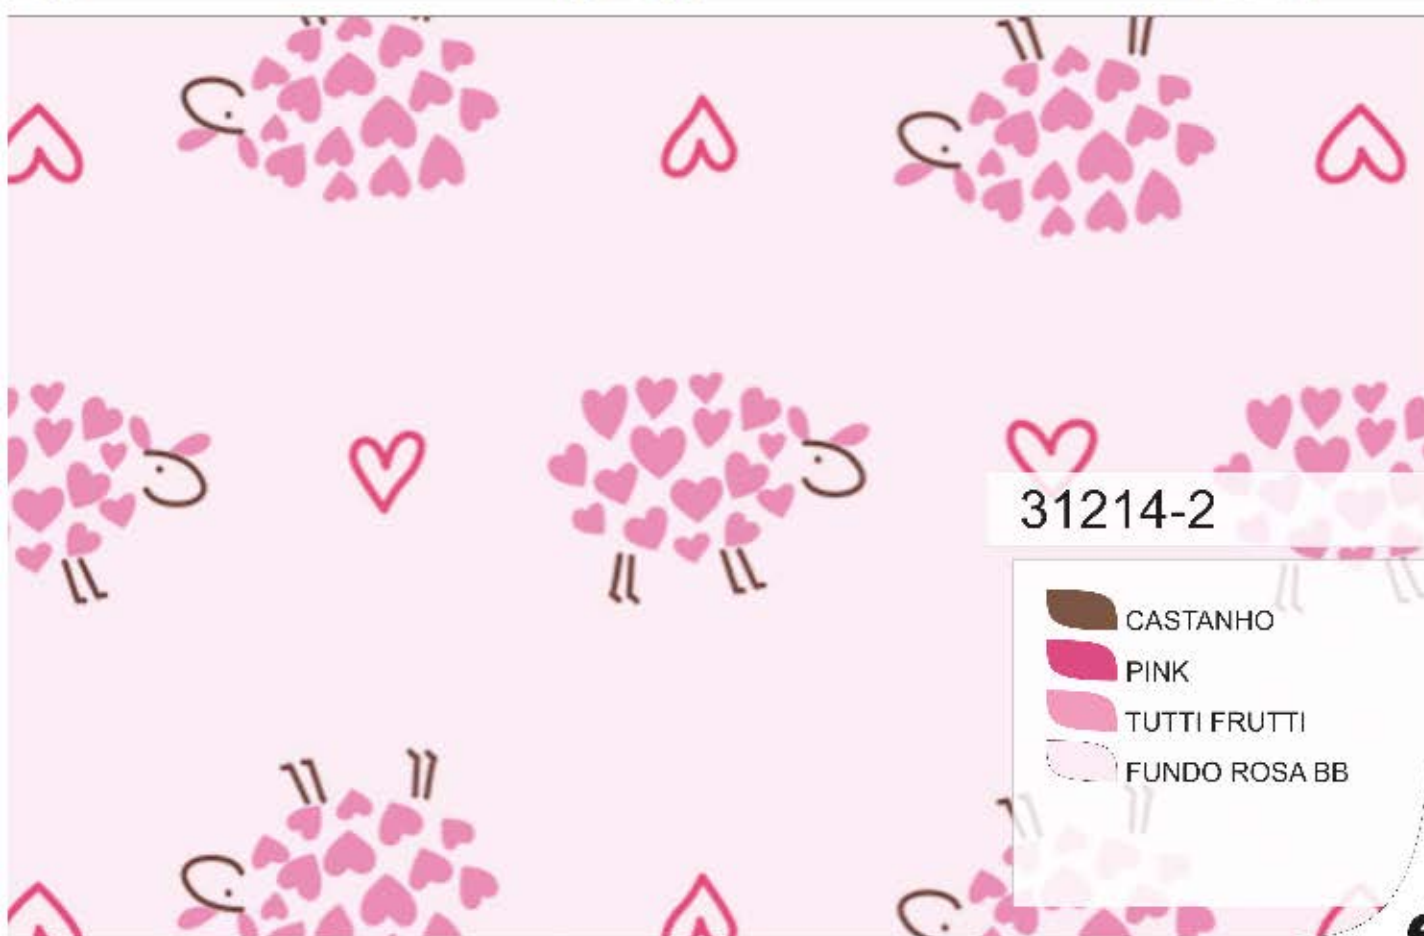 31214-2
CASTANHO
PINK
TUTTI FRUTTI
FUNDO ROSA BB